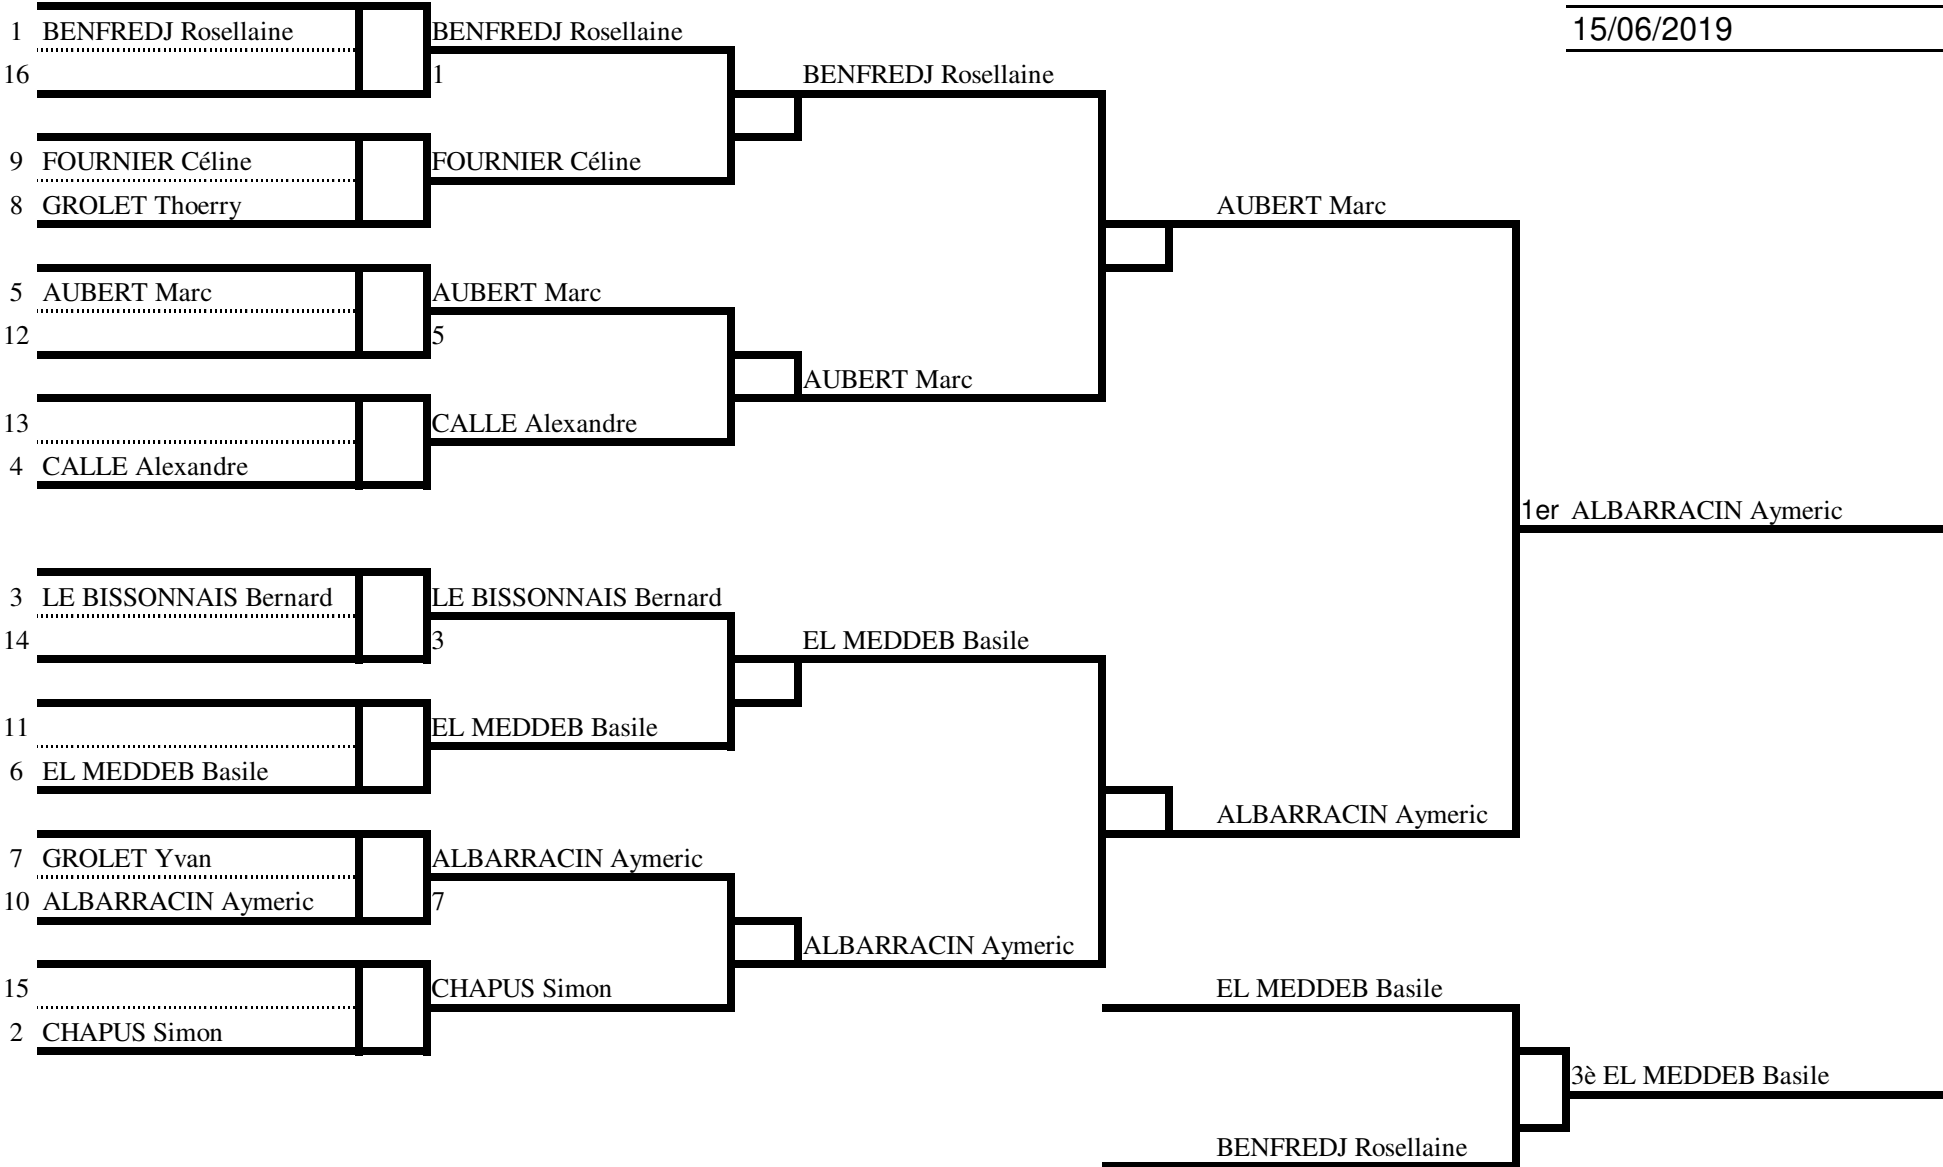 15/06/2019
1 BENFREDJ Rosellaine
16
9 FOURNIER Céline
8 GROLET Thoerry
5 AUBERT Marc
12
13
4 CALLE Alexandre
3 LE BISSONNAIS Bernard
14
11
6 EL MEDDEB Basile
7 GROLET Yvan
10 ALBARRACIN Aymeric
15
2 CHAPUS Simon
BENFREDJ Rosellaine
1
FOURNIER Céline
AUBERT Marc
5
CALLE Alexandre
LE BISSONNAIS Bernard
3
EL MEDDEB Basile
ALBARRACIN Aymeric
7
CHAPUS Simon
BENFREDJ Rosellaine
AUBERT Marc
EL MEDDEB Basile
ALBARRACIN Aymeric
AUBERT Marc
ALBARRACIN Aymeric
1er ALBARRACIN Aymeric
EL MEDDEB Basile
BENFREDJ Rosellaine
3è EL MEDDEB Basile